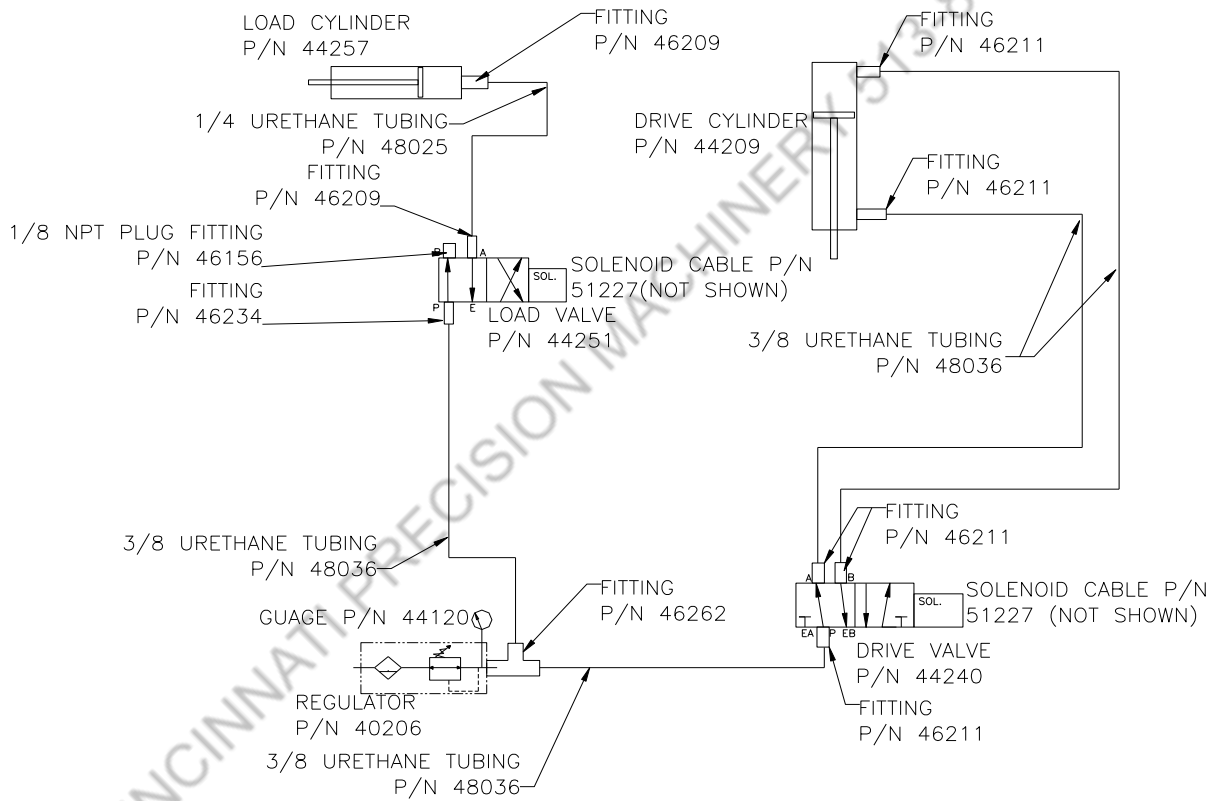 LOAD CYLINDER
P/N 44257
FITTING
P/N 46209
FITTING
P/N 46211
1/4 URETHANE TUBING
P/N 48025
DRIVE CYLINDER
P/N 44209
FITTING
P/N 46209
FITTING
P/N 46211
1/8 NPT PLUG FITTING
P/N 46156
B
A
SOL.
SOLENOID CABLE P/N
51227(NOT SHOWN)
FITTING
P/N 46234
P
E
LOAD VALVE
P/N 44251
3/8 URETHANE TUBING
P/N 48036
FITTING
P/N 46211
3/8 URETHANE TUBING
P/N 48036
A
B
SOL.
SOLENOID CABLE P/N
51227 (NOT SHOWN)
FITTING
P/N 46262
GUAGE P/N 44120
EA
P
EB
DRIVE VALVE
P/N 44240
REGULATOR
P/N 40206
FITTING
P/N 46211
3/8 URETHANE TUBING
P/N 48036
CINCINNATI PRECISION MACHINERY 513-8